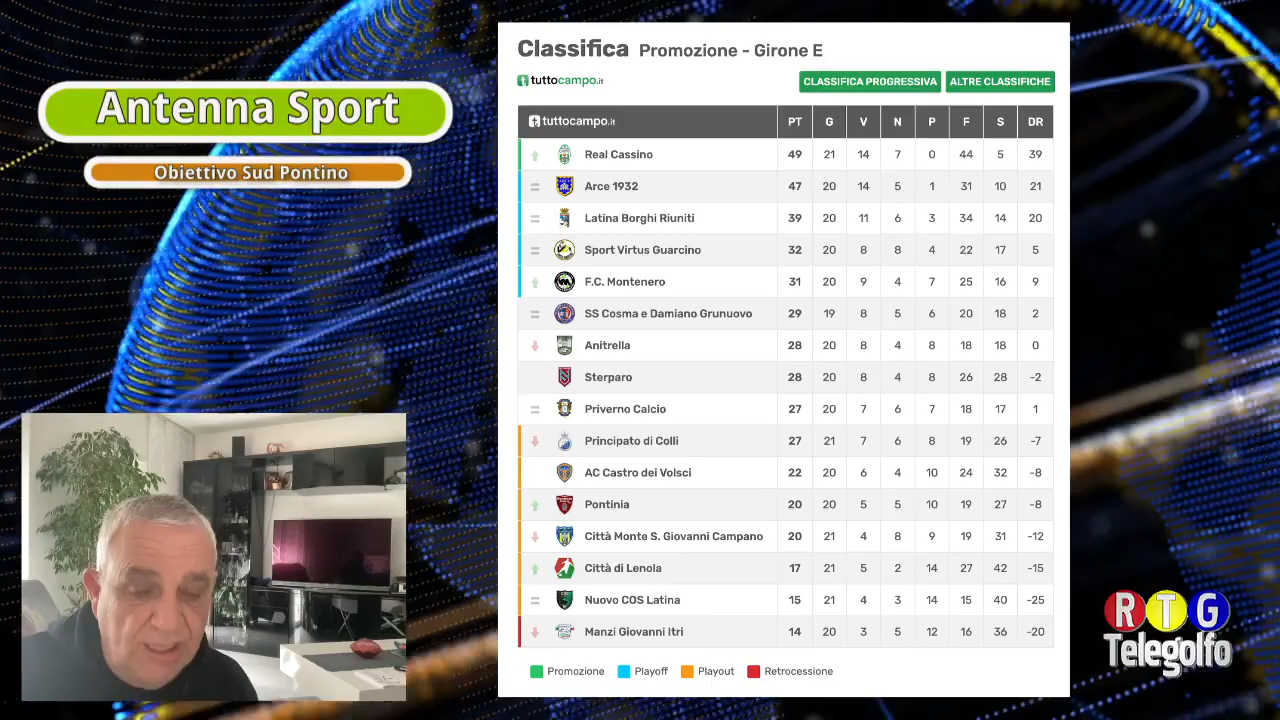 Antenna Sport
Obiettivo Sud Pontino
Classifica Promozione - Girone E
tuttocampo.it
CLASSIFICA PROGRESSIVA ALTRE CLASSIFICHE
tuttocampo.it PT G V N P F S DR
Real Cassino 49 21 14 7 0 44 5 39
Arce 1932 47 20 14 5 1 31 10 21
Latina Borghi Riuniti 39 20 11 6 3 34 14 20
Sport Virtus Guarcino 32 20 8 8 4 22 17 5
F.C. Montenero 31 20 9 4 7 25 16 9
SS Cosma e Damiano Grunuovo 29 19 8 5 6 20 18 2
Anitrella 28 20 8 4 8 18 18 0
Sterparo 28 20 8 4 8 26 28 -2
Priverno Calcio 27 20 7 6 7 18 17 1
Principato di Colli 27 21 7 6 8 19 26 -7
AC Castro dei Volsci 22 20 6 4 10 24 32 -8
Pontinia 20 20 5 5 10 19 27 -8
Città Monte S. Giovanni Campano 20 21 4 8 9 19 31 -12
Città di Lenola 17 21 5 2 14 27 42 -15
Nuovo COS Latina 15 21 4 3 14 15 40 -25
Manzi Giovanni Itri 14 20 3 5 12 16 36 -20
Promozione Playoff Playout Retrocessione
RTG
Telegolfo